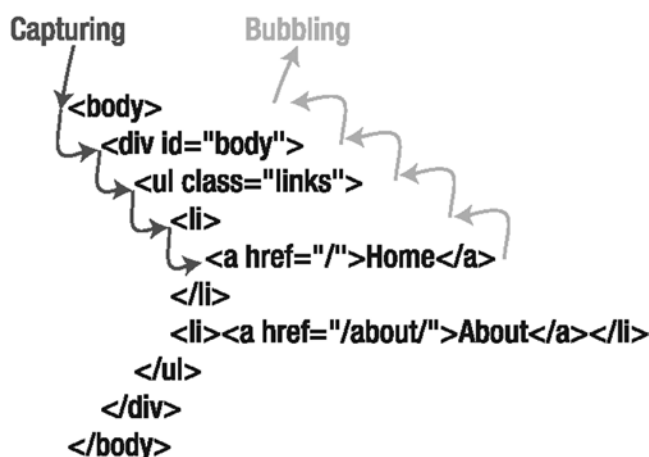 Capturing Bubbling
<body>
<div id="body">
<ul class="links">
<li>
<a href="/">Home</a>
</li>
<li><a href="/about/">About</a></li>
</ul>
</div>
</body>